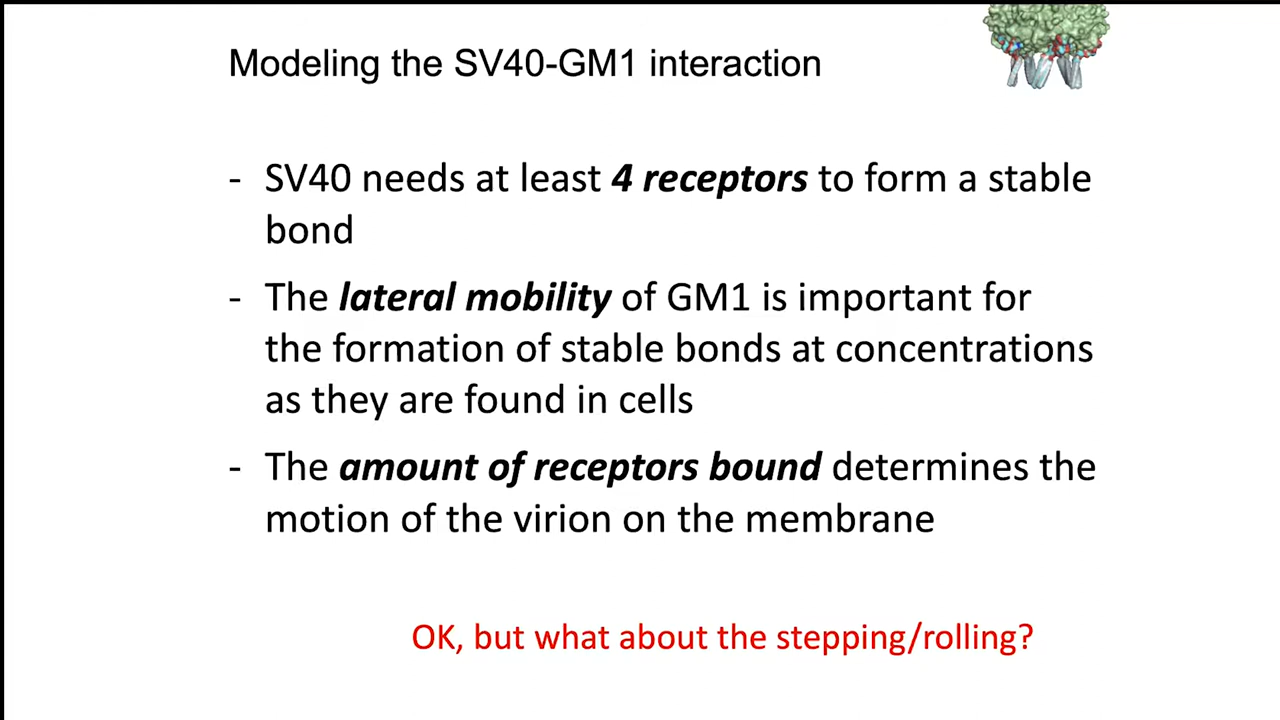 Modeling the SV40-GM1 interaction
- SV40 needs at least 4 receptors to form a stable
bond
- The lateral mobility of GM1 is important for
the formation of stable bonds at concentrations
as they are found in cells
- The amount of receptors bound determines the
motion of the virion on the membrane
OK, but what about the stepping/rolling?